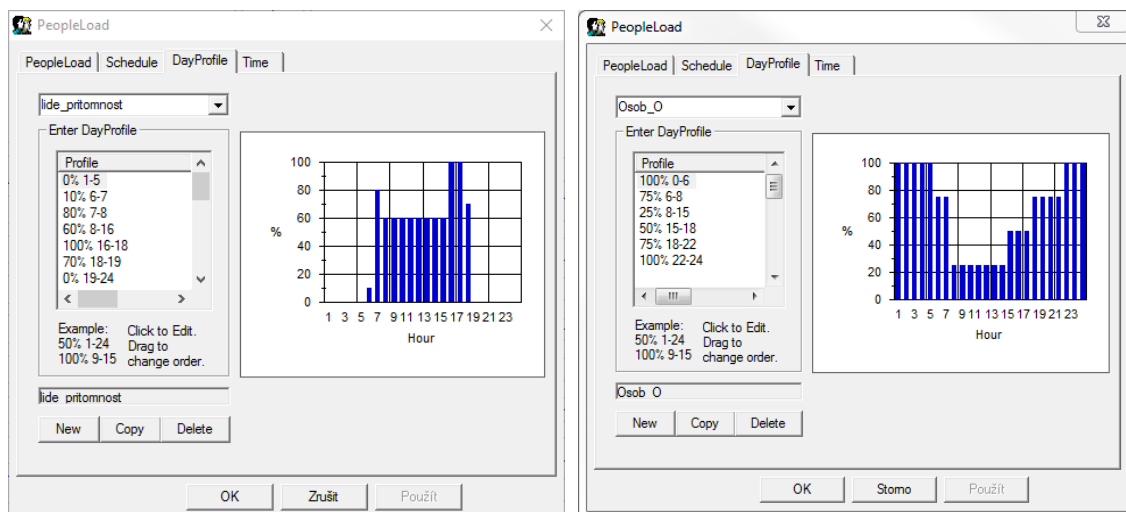 PeopleLoad
PeopleLoad Schedule DayProfile Time
lide_pritomnost
Enter DayProfile
Profile
0% 1-5
10% 6-7
80% 7-8
60% 8-16
100% 16-18
70% 18-19
0% 19-24
Example: Click to Edit.
50% 1-24 Drag to
100% 9-15 change order.
100
80
60
%
40
20
0
1 3 5 7 9 11 13 15 17 19 21 23
Hour
lide_pritomnost
New Copy Delete
OK Zrušit Použít
PeopleLoad
PeopleLoad Schedule DayProfile Time
Osob_O
Enter DayProfile
Profile
100% 0-6
75% 6-8
25% 8-15
50% 15-18
75% 18-22
100% 22-24
Example: Click to Edit.
50% 1-24 Drag to
100% 9-15 change order.
100
80
60
%
40
20
0
1 3 5 7 9 11 13 15 17 19 21 23
Hour
Osob_O
New Copy Delete
OK Storno Použít